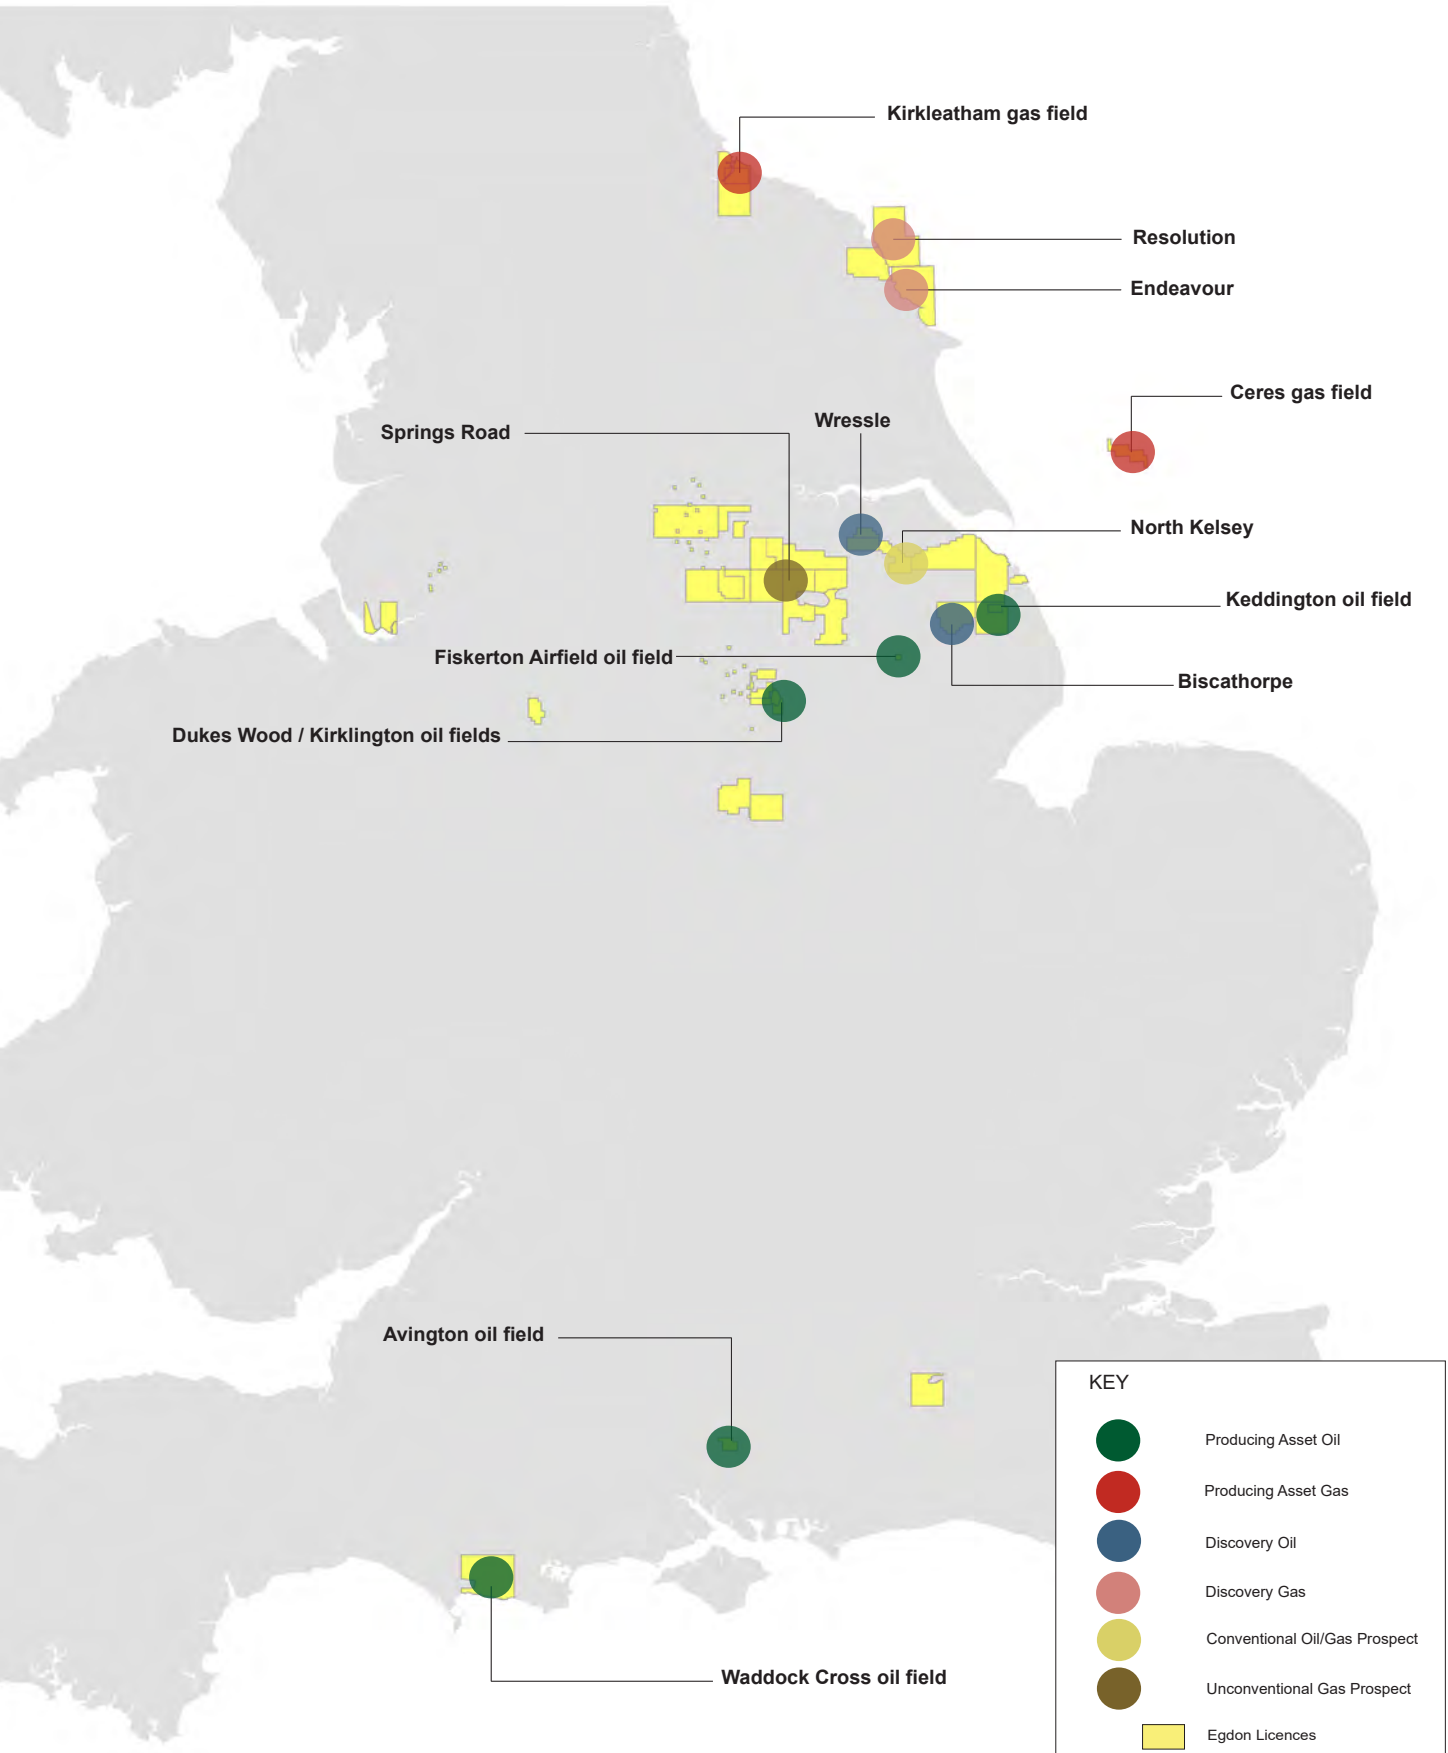 Kirkleatham gas field
Resolution
Endeavour
Ceres gas field
Wressle
Springs Road
North Kelsey
Keddington oil field
Fiskerton Airfield oil field
Biscathorpe
Dukes Wood / Kirklington oil fields
Avington oil field
Waddock Cross oil field
KEY
Producing Asset Oil
Producing Asset Gas
Discovery Oil
Discovery Gas
Conventional Oil/Gas Prospect
Unconventional Gas Prospect
Egdon Licences